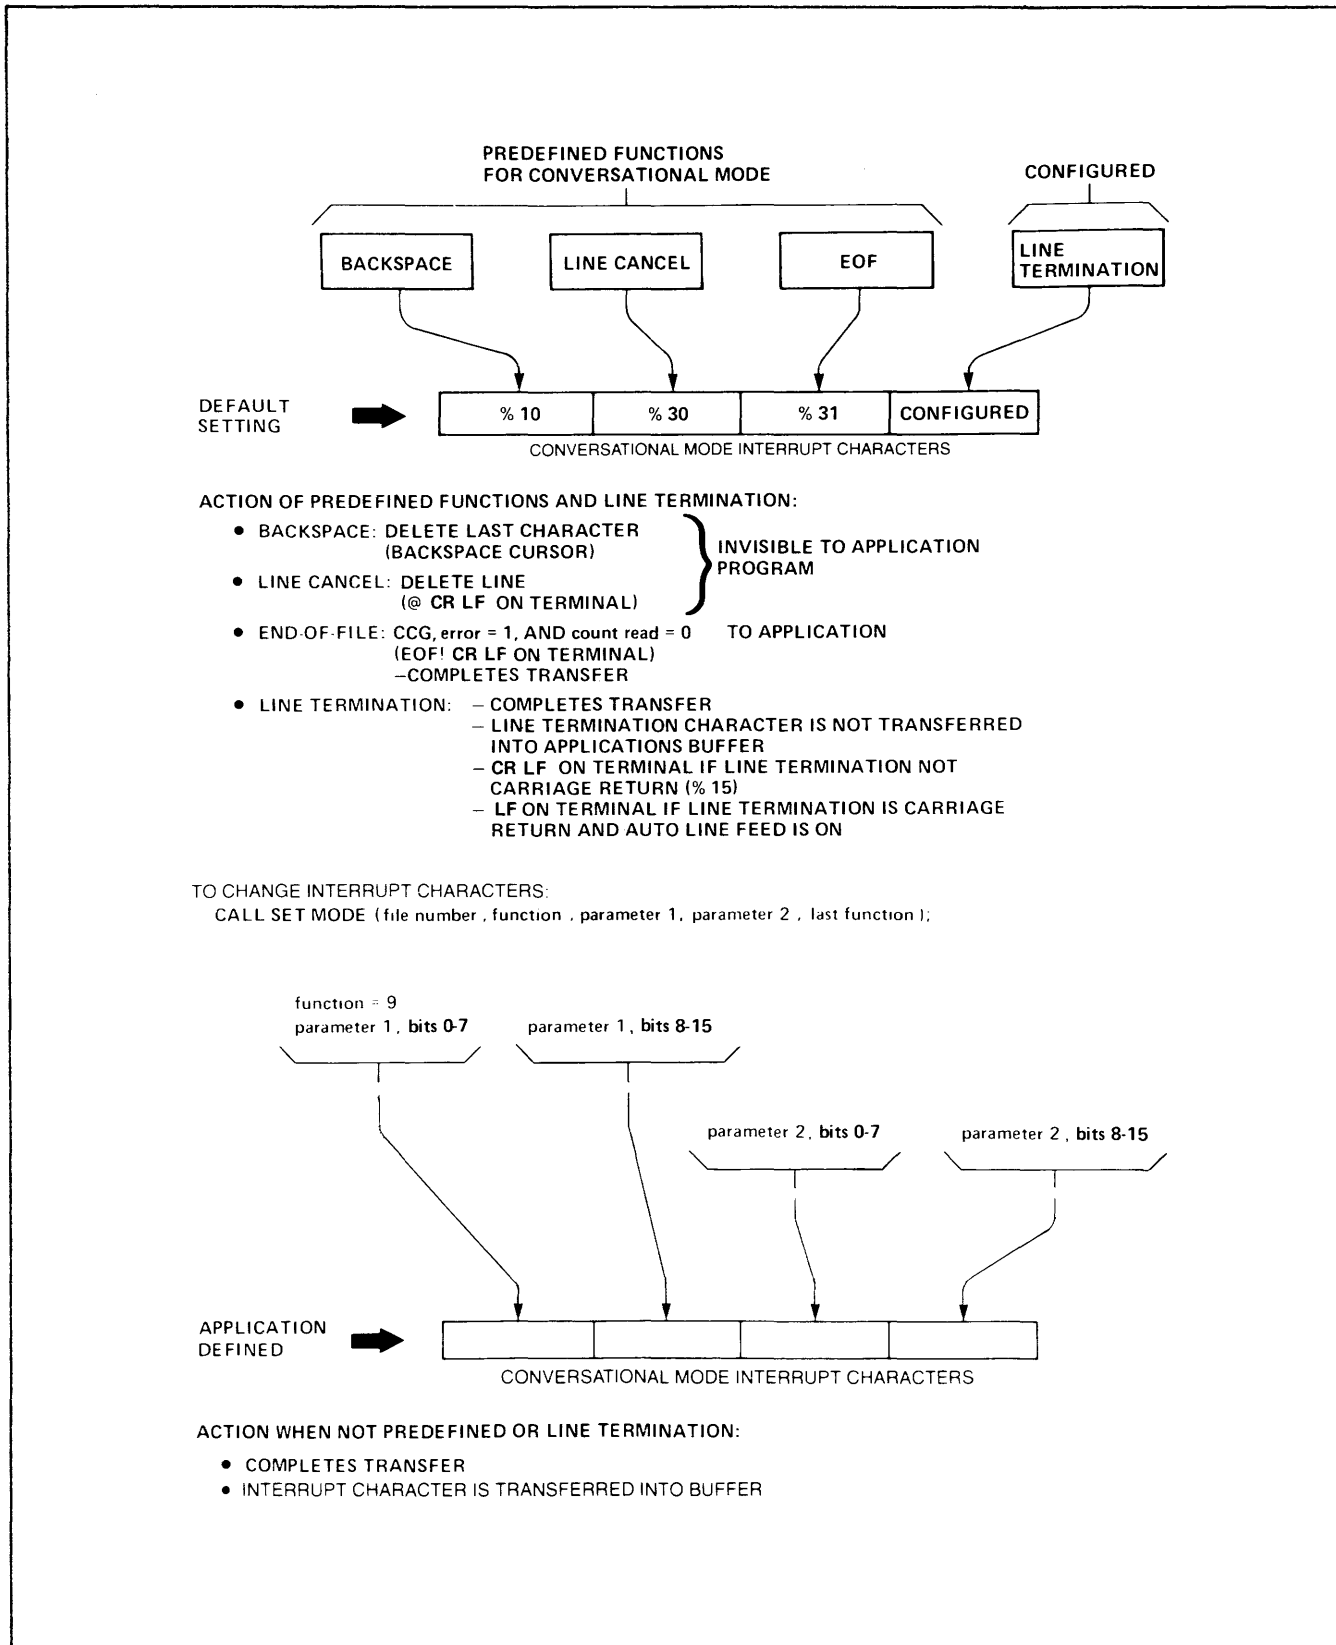 PREDEFINED FUNCTIONS
FOR CONVERSATIONAL MODE
CONFIGURED
BACKSPACE
LINE CANCEL
EOF
LINE
TERMINATION
DEFAULT
SETTING
% 10
% 30
% 31
CONFIGURED
CONVERSATIONAL MODE INTERRUPT CHARACTERS
ACTION OF PREDEFINED FUNCTIONS AND LINE TERMINATION:
• BACKSPACE: DELETE LAST CHARACTER
(BACKSPACE CURSOR)
INVISIBLE TO APPLICATION
PROGRAM
• LINE CANCEL: DELETE LINE
(@ CR LF ON TERMINAL)
• END-OF-FILE: CCG, error = 1, AND count read = 0 TO APPLICATION
(EOF! CR LF ON TERMINAL)
–COMPLETES TRANSFER
• LINE TERMINATION: – COMPLETES TRANSFER
– LINE TERMINATION CHARACTER IS NOT TRANSFERRED
INTO APPLICATIONS BUFFER
– CR LF ON TERMINAL IF LINE TERMINATION NOT
CARRIAGE RETURN (% 15)
– LF ON TERMINAL IF LINE TERMINATION IS CARRIAGE
RETURN AND AUTO LINE FEED IS ON
TO CHANGE INTERRUPT CHARACTERS:
CALL SET MODE (file number , function , parameter 1, parameter 2 , last function );
function = 9
parameter 1 , bits 0-7
parameter 1 , bits 8-15
parameter 2, bits 0-7
parameter 2 , bits 8-15
APPLICATION
DEFINED
CONVERSATIONAL MODE INTERRUPT CHARACTERS
ACTION WHEN NOT PREDEFINED OR LINE TERMINATION:
• COMPLETES TRANSFER
• INTERRUPT CHARACTER IS TRANSFERRED INTO BUFFER